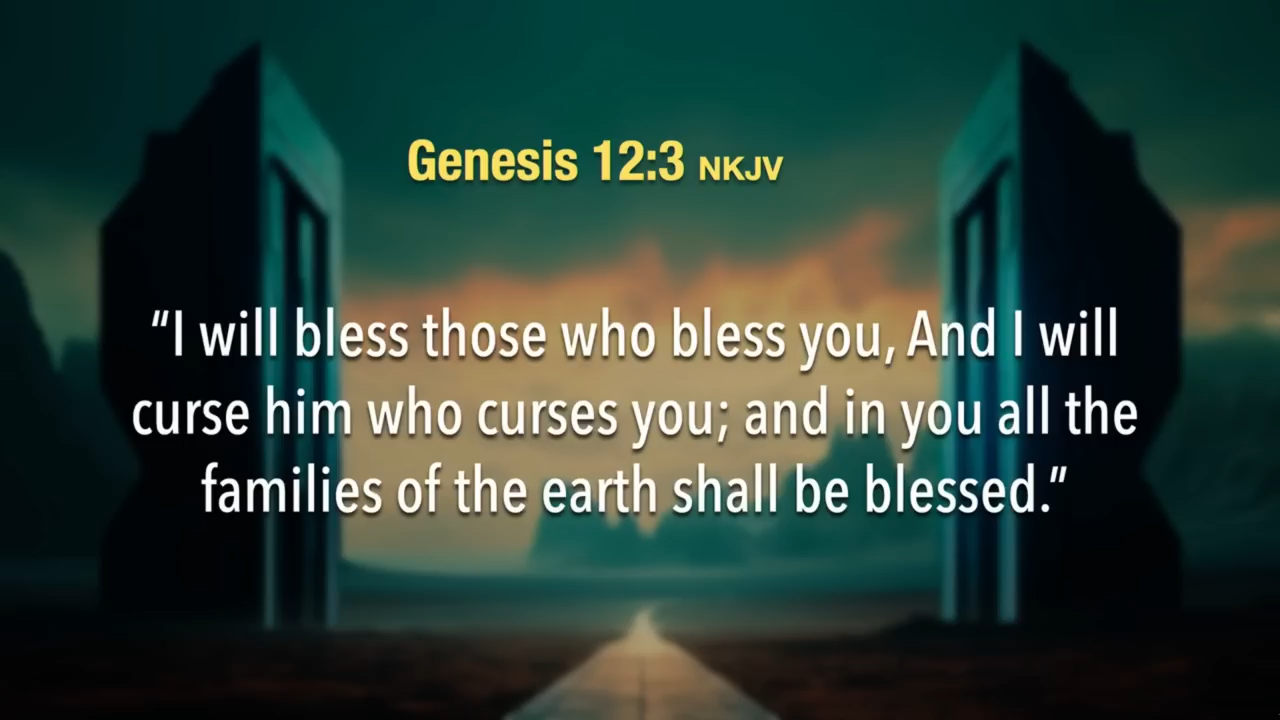 Genesis 12:3 NKJV
“I will bless those who bless you, And I will
curse him who curses you; and in you all the
families of the earth shall be blessed.”